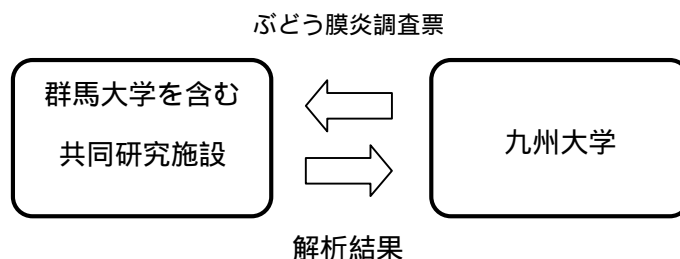 ぶどう膜炎調査票
群馬大学を含む
共同研究施設
九州大学
解析結果